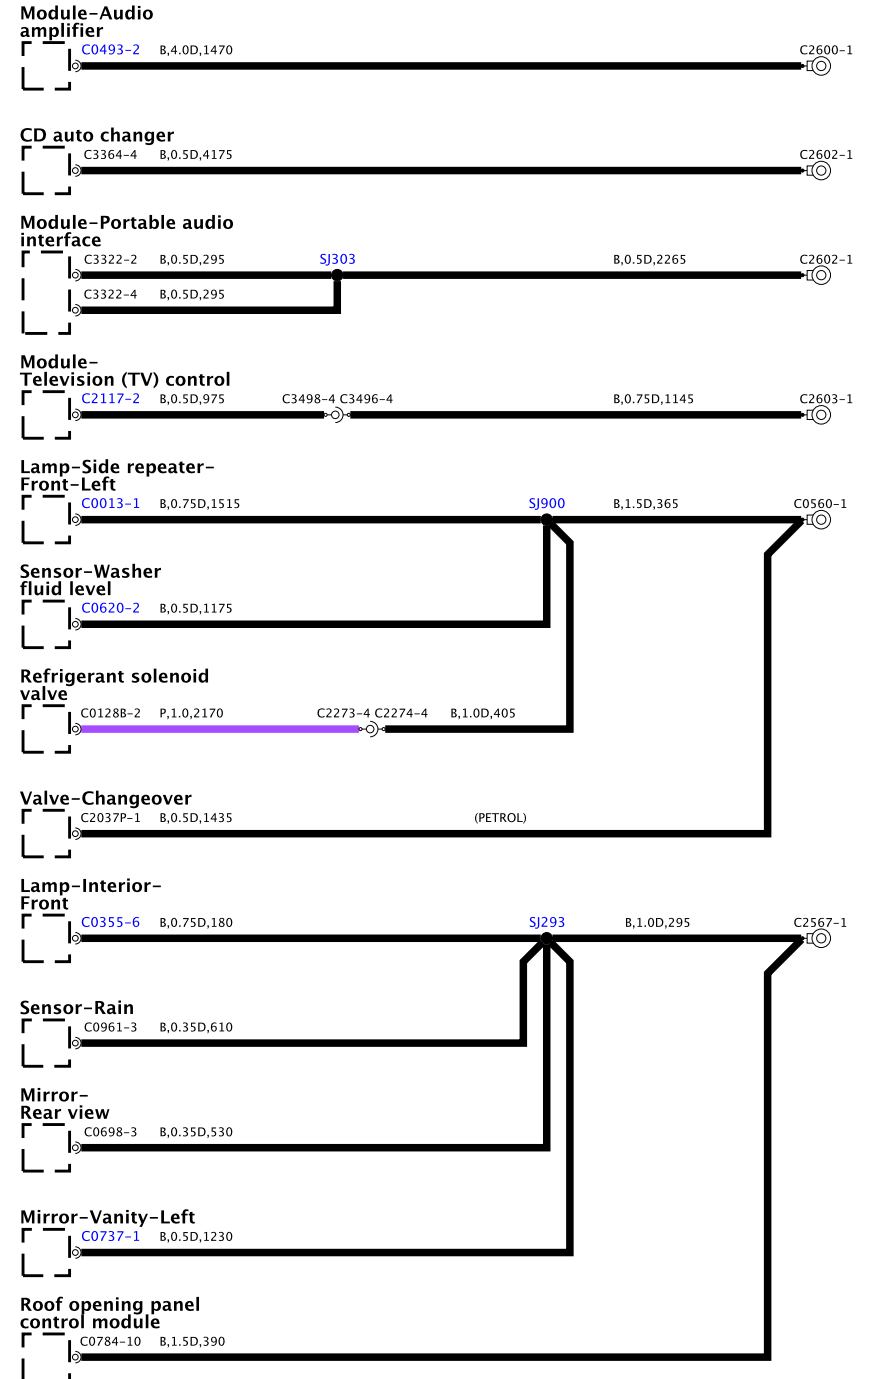 Module-Audio
amplifier
C0493-2 B,4.0D,1470 C2600-1
CD auto changer
C3364-4 B,0.5D,4175 C2602-1
Module-Portable audio
interface
C3322-2 B,0.5D,295 SJ303 B,0.5D,2265 C2602-1
C3322-4 B,0.5D,295
Module-
Television (TV) control
C2117-2 B,0.5D,975 C3498-4 C3496-4 B,0.75D,1145 C2603-1
Lamp-Side repeater-
Front-Left
C0013-1 B,0.75D,1515 SJ900 B,1.5D,365 C0560-1
Sensor-Washer
fluid level
C0620-2 B,0.5D,1175
Refrigerant solenoid
valve
C0128B-2 P,1.0,2170 C2273-4 C2274-4 B,1.0D,405
Valve-Changeover
C2037P-1 B,0.5D,1435 (PETROL)
Lamp-Interior-
Front
C0355-6 B,0.75D,180 SJ293 B,1.0D,295 C2567-1
Sensor-Rain
C0961-3 B,0.35D,610
Mirror-
Rear view
C0698-3 B,0.35D,530
Mirror-Vanity-Left
C0737-1 B,0.5D,1230
Roof opening panel
control module
C0784-10 B,1.5D,390